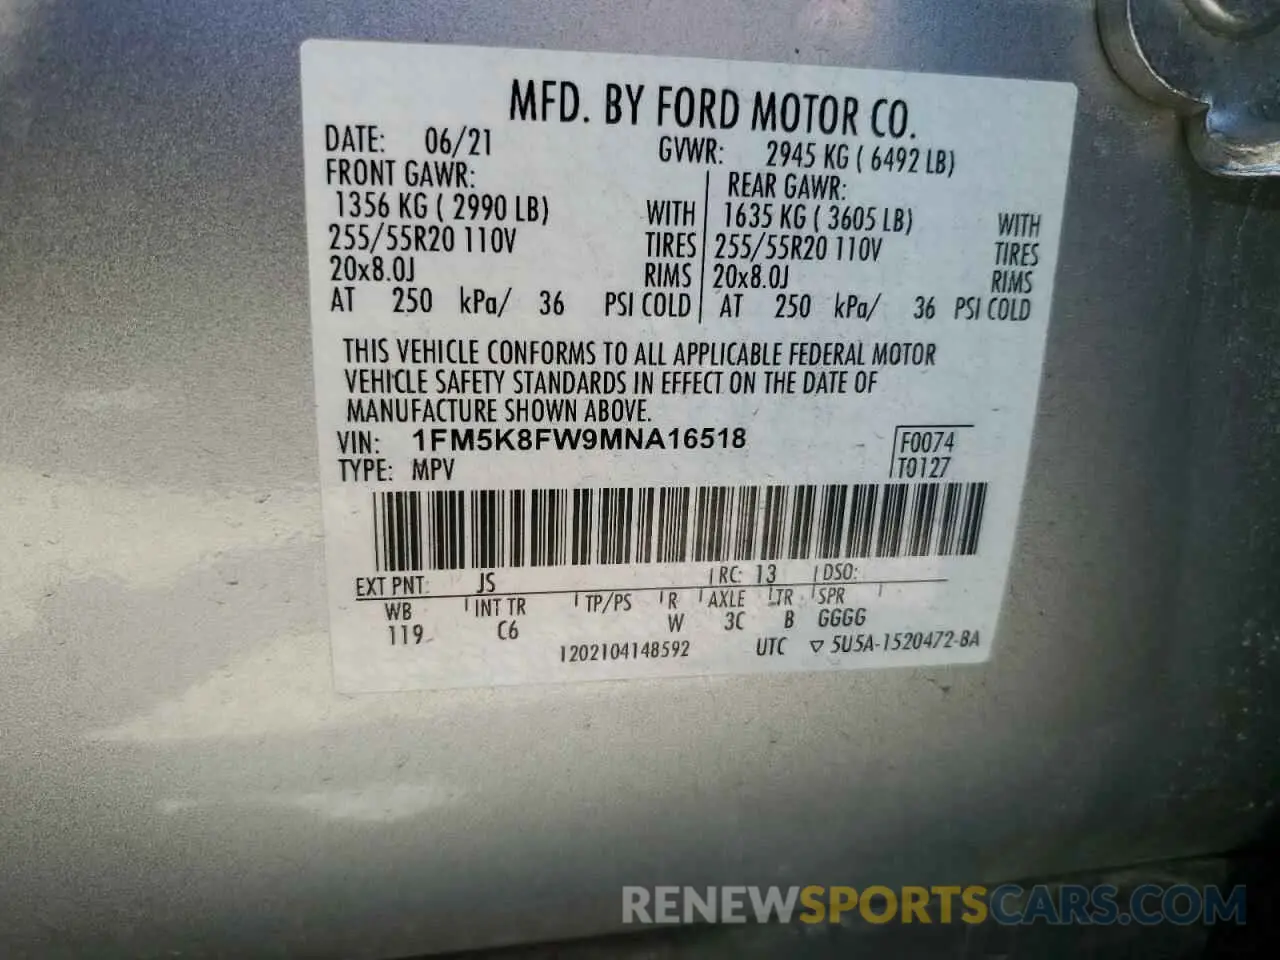 MFD. BY FORD MOTOR CO.
DATE: 06/21 GVWR: 2945 KG ( 6492 LB)
FRONT GAWR: REAR GAWR:
1356 KG ( 2990 LB) WITH 1635 KG ( 3605 LB) WITH
255/55R20 110V TIRES 255/55R20 110V TIRES
20x8.0J RIMS 20x8.0J RIMS
AT 250 kPa/ 36 PSI COLD AT 250 kPa/ 36 PSI COLD
THIS VEHICLE CONFORMS TO ALL APPLICABLE FEDERAL MOTOR
VEHICLE SAFETY STANDARDS IN EFFECT ON THE DATE OF
MANUFACTURE SHOWN ABOVE.
VIN: 1FM5K8FW9MNA16518 F0074
TYPE: MPV T0127
EXT PNT: JS RC: 13 DSO:
WB INT TR TP/PS R AXLE TR SPR
119 C6 W 3C B GGGG
1202104148592 UTC ▽ 5U5A-1520472-BA
RENEWSPORTSCARS.COM